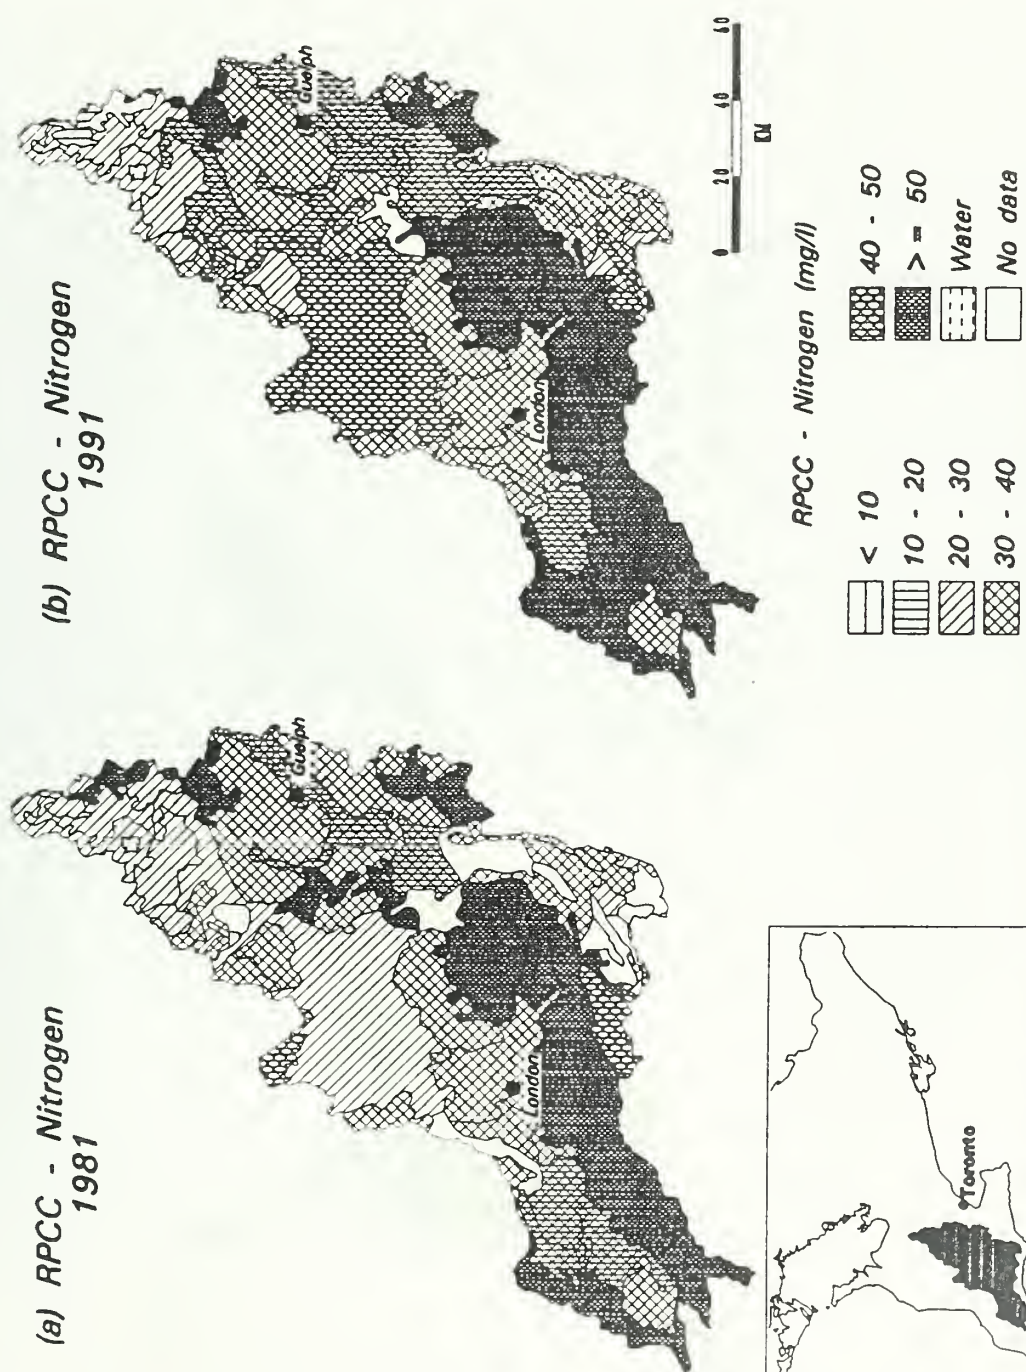 (a) RPCC - Nitrogen
1981
Guelph
London
(b) RPCC - Nitrogen
1991
Guelph
London
0 20 40 60
Toronto
RPCC - Nitrogen (mg/l)
< 10
10 - 20
20 - 30
30 - 40
40 - 50
> = 50
Water
No data